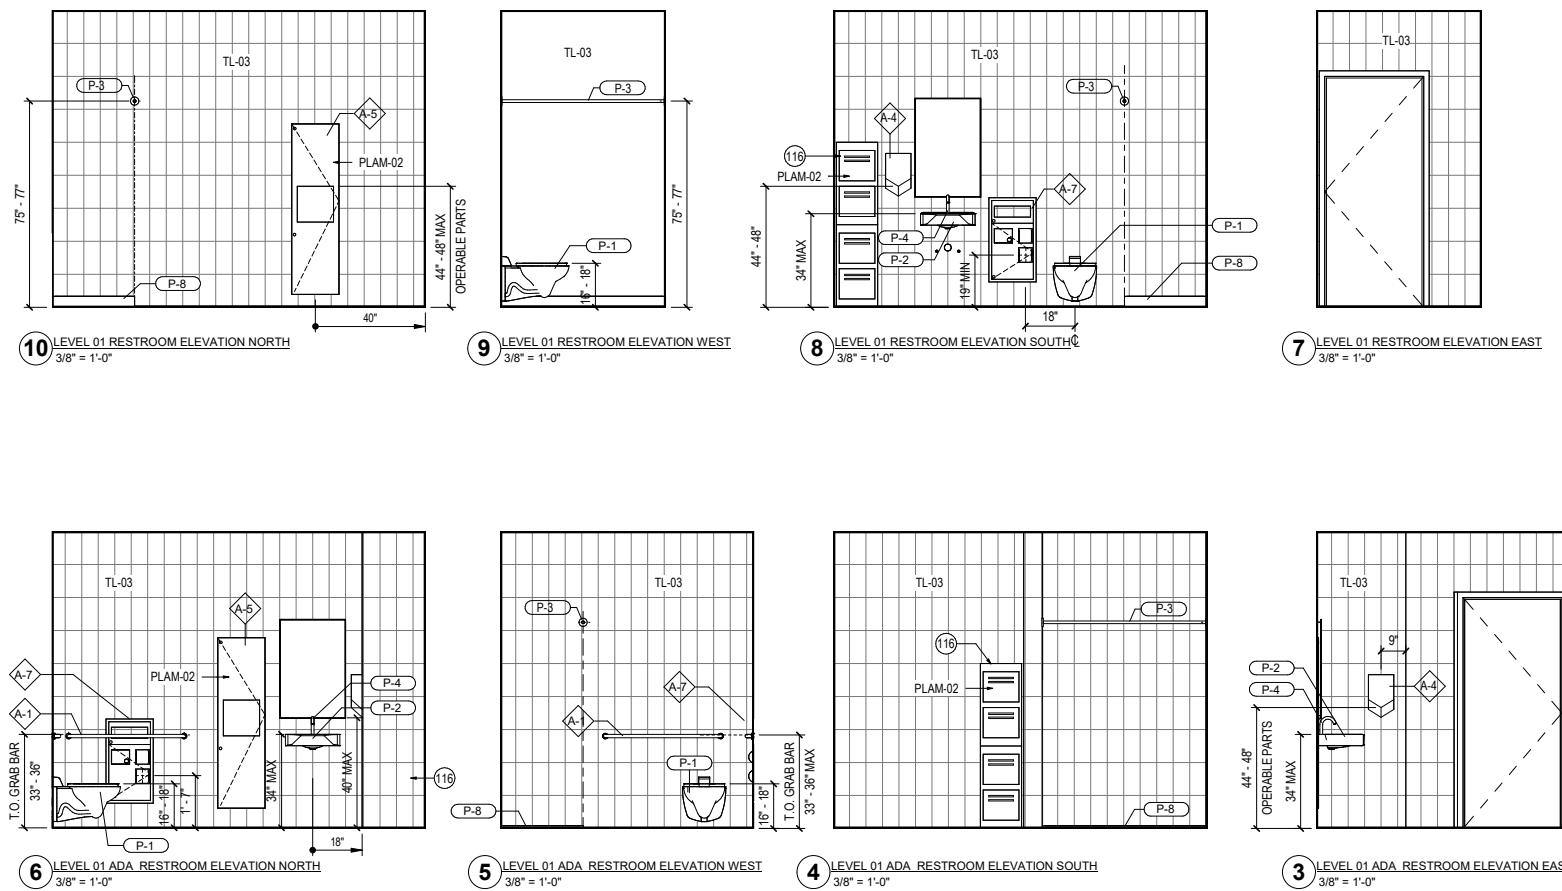 TL-03
P-3
A-5
PLAM-02
75" - 77"
44" - 48" MAX
OPERABLE PARTS
P-8
40"
10
LEVEL 01 RESTROOM ELEVATION NORTH
3/8" = 1'-0"
TL-03
P-3
P-1
16" - 18"
75" - 77"
9
LEVEL 01 RESTROOM ELEVATION WEST
3/8" = 1'-0"
TL-03
P-3
A-4
116
PLAM-02
A-7
44" - 48"
34" MAX
P-4
P-2
19" MIN
P-1
P-8
18"
8
LEVEL 01 RESTROOM ELEVATION SOUTH
3/8" = 1'-0"
TL-03
7
LEVEL 01 RESTROOM ELEVATION EAST
3/8" = 1'-0"
TL-03
A-5
PLAM-02
A-7
A-1
P-4
P-2
T.O. GRAB BAR
33" - 36"
16" - 18"
1' - 7"
34" MAX
40" MAX
116
P-1
18"
6
LEVEL 01 ADA RESTROOM ELEVATION NORTH
3/8" = 1'-0"
TL-03
P-3
A-7
A-1
P-1
P-8
16" - 18"
T.O. GRAB BAR
33" - 36" MAX
5
LEVEL 01 ADA RESTROOM ELEVATION WEST
3/8" = 1'-0"
TL-03
P-3
116
PLAM-02
P-8
4
LEVEL 01 ADA RESTROOM ELEVATION SOUTH
3/8" = 1'-0"
TL-03
9"
P-2
P-4
A-4
44" - 48"
OPERABLE PARTS
34" MAX
3
LEVEL 01 ADA RESTROOM ELEVATION EAS
3/8" = 1'-0"